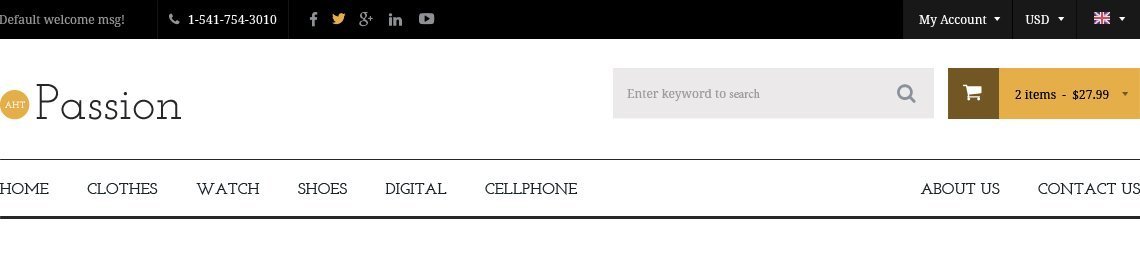 Default welcome msg! 1-541-754-3010 My Account USD
AHT Passion
Enter keyword to search
2 items - $27.99
HOME CLOTHES WATCH SHOES DIGITAL CELLPHONE ABOUT US CONTACT US